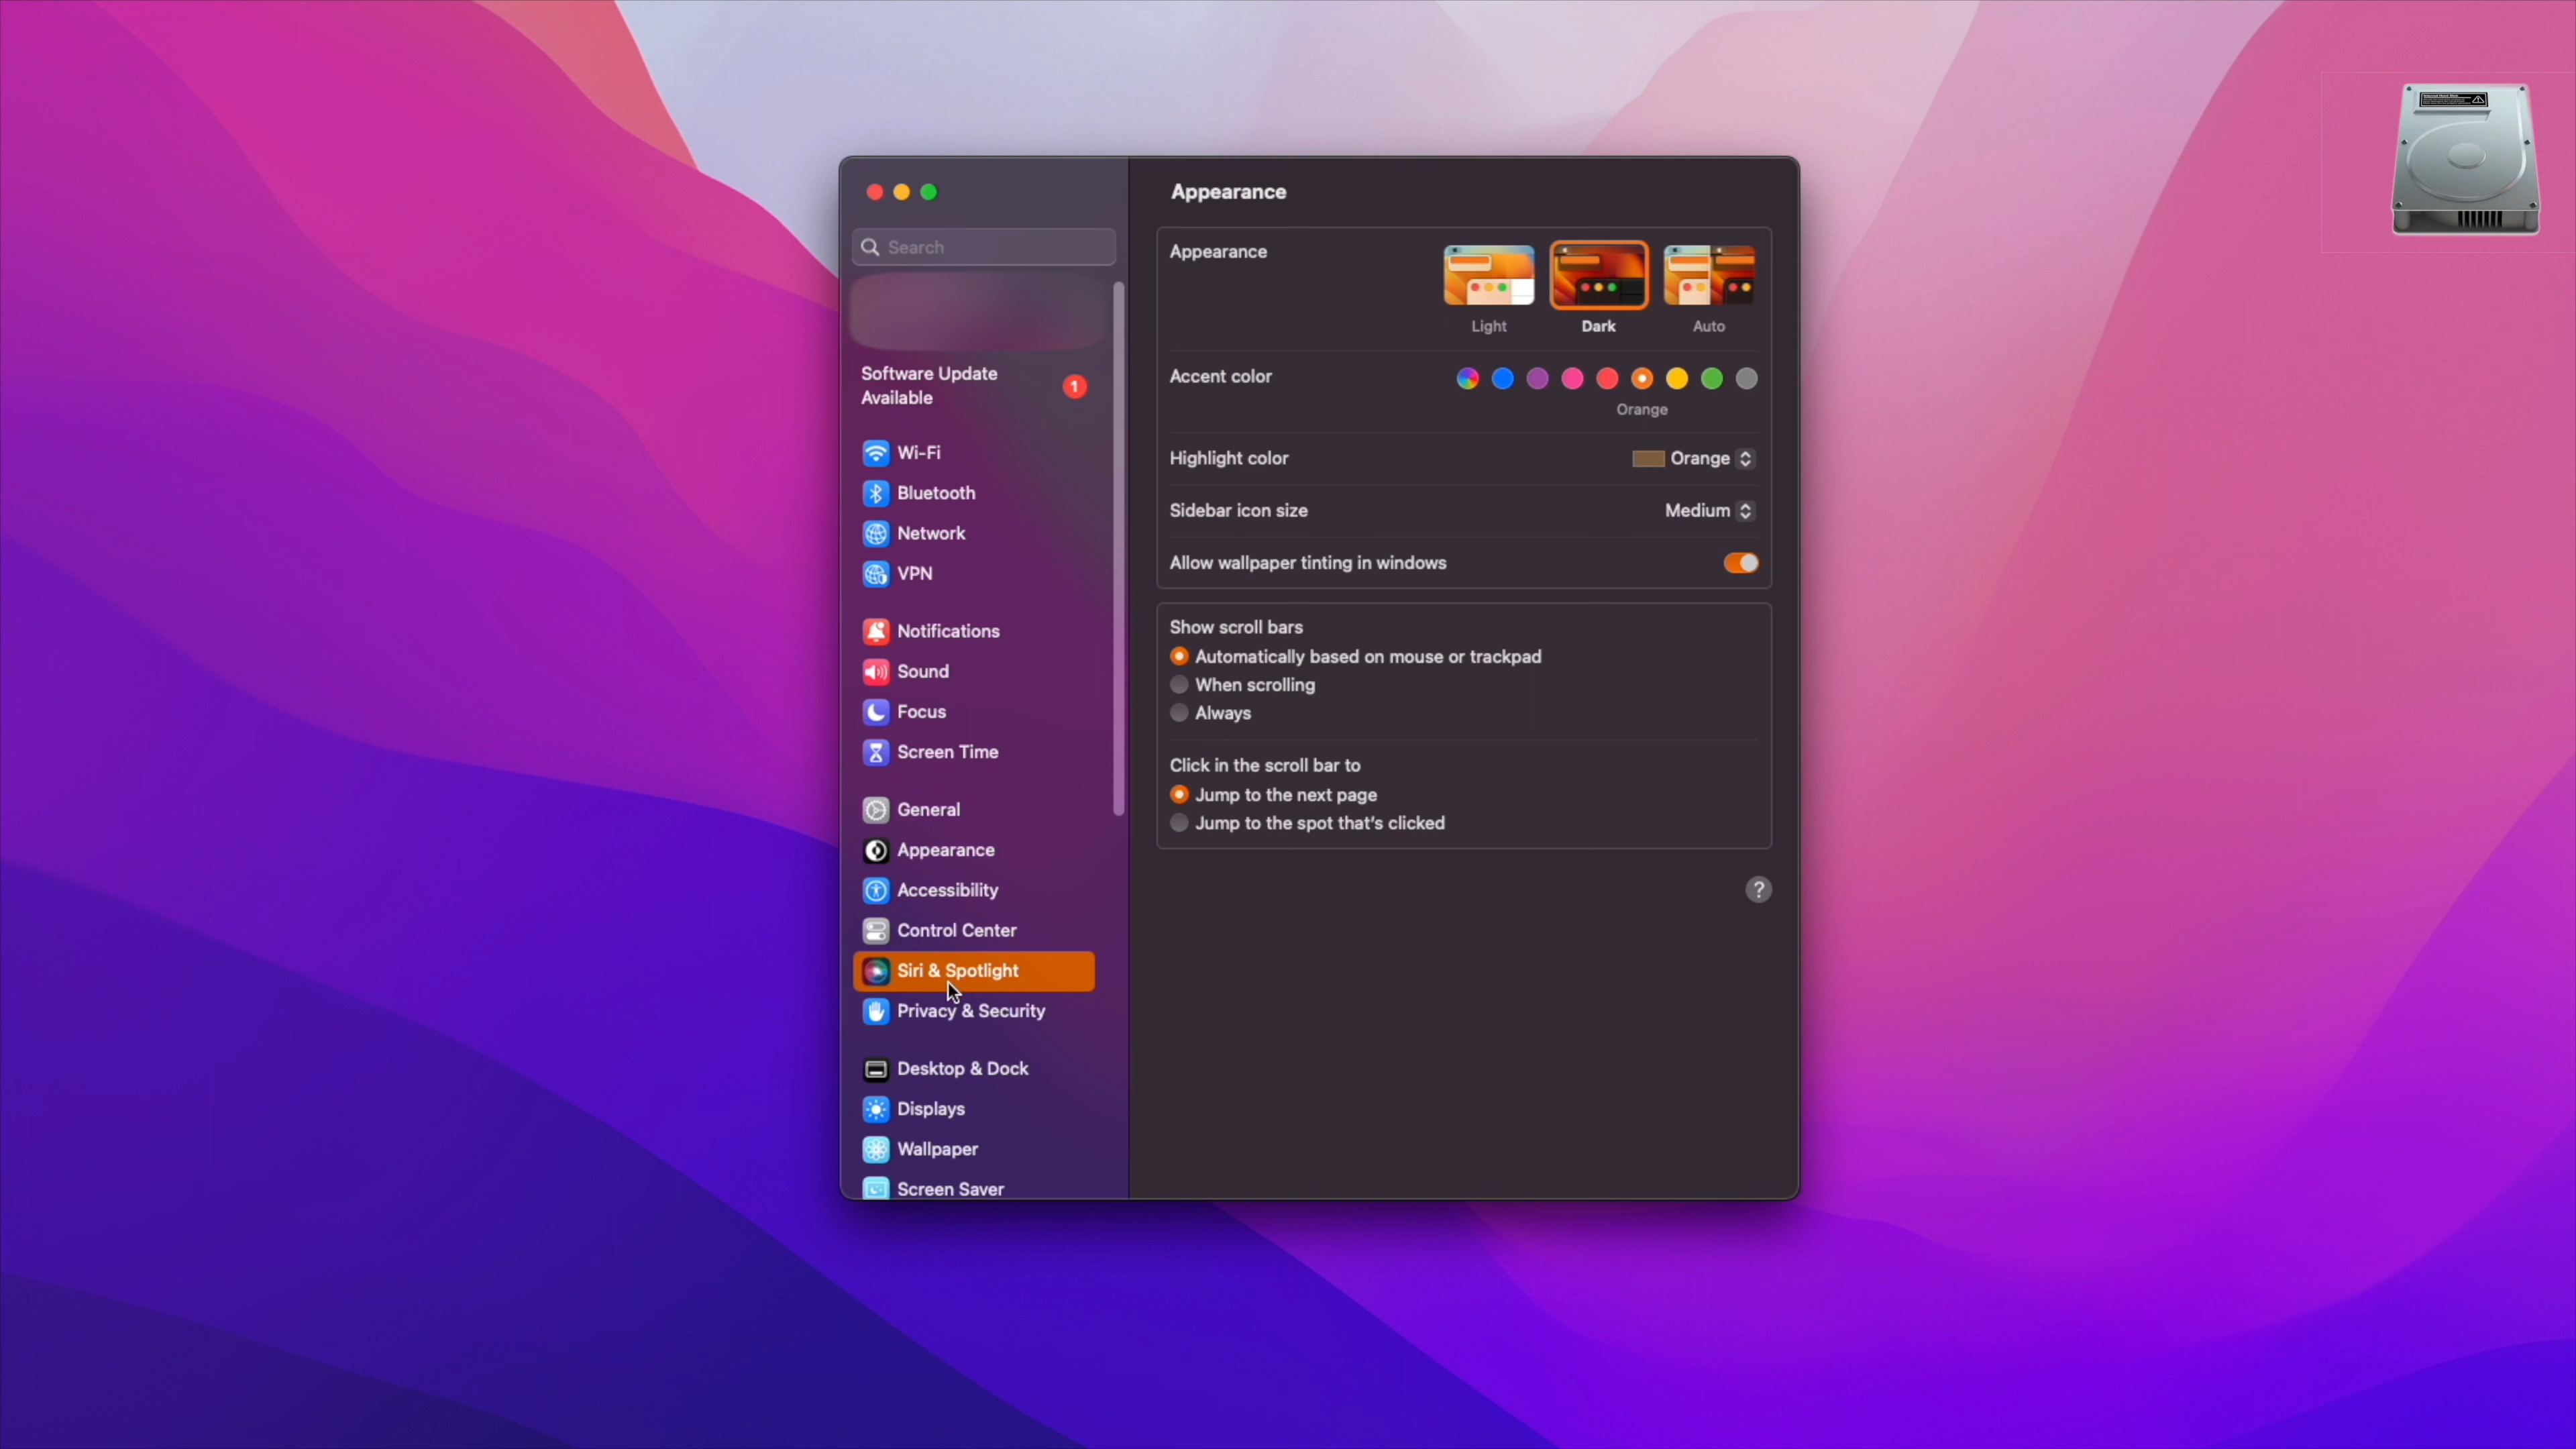 Appearance
Search
Software Update
Available
1
Wi-Fi
Bluetooth
Network
VPN
Notifications
Sound
Focus
Screen Time
General
Appearance
Accessibility
Control Center
Siri & Spotlight
Privacy & Security
Desktop & Dock
Displays
Wallpaper
Screen Saver
Appearance
Light
Dark
Auto
Accent color
Orange
Highlight color
Orange
Sidebar icon size
Medium
Allow wallpaper tinting in windows
Show scroll bars
Automatically based on mouse or trackpad
When scrolling
Always
Click in the scroll bar to
Jump to the next page
Jump to the spot that's clicked
?